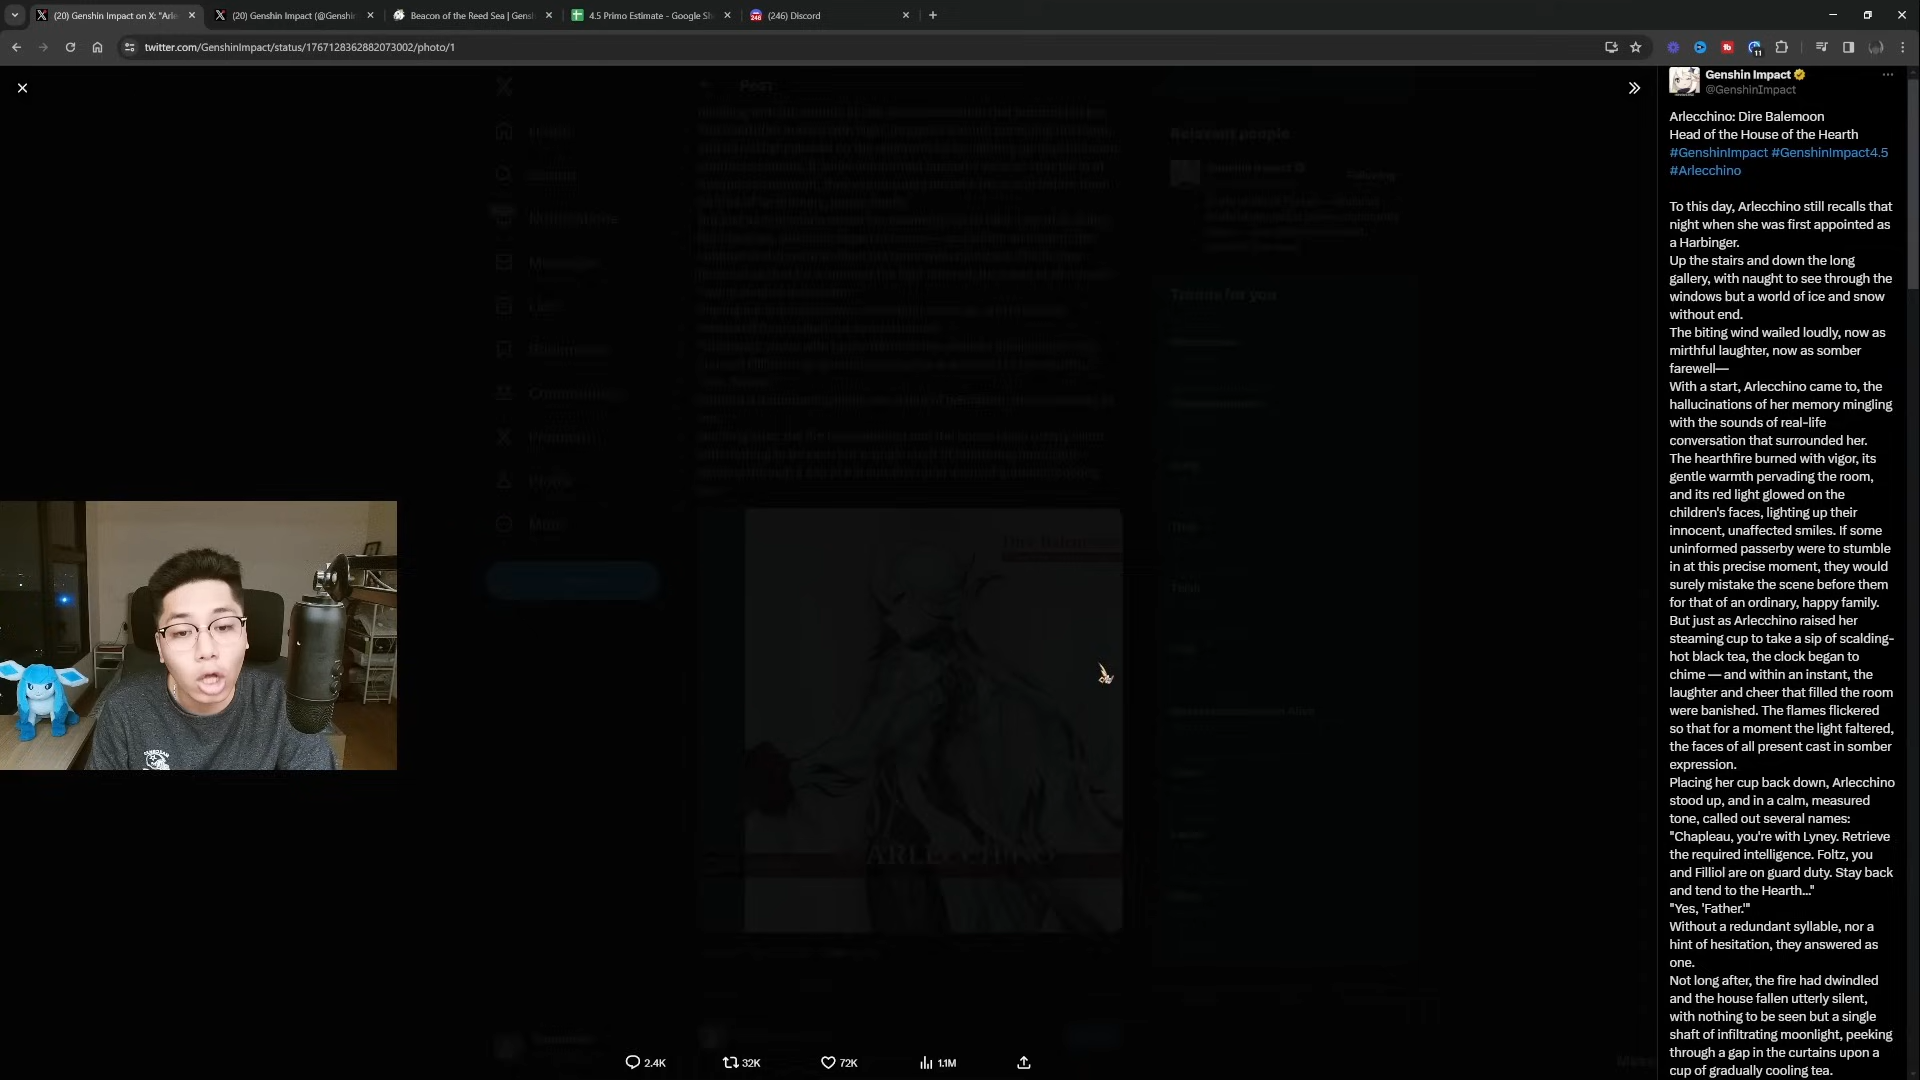 (20) Genshin Impact on X: "Arle
(20) Genshin Impact (@Genshin
Beacon of the Reed Sea | Gensh
4.5 Primo Estimate - Google Sh
(246) Discord
twitter.com/GenshinImpact/status/1767128362882073002/photo/1
11
Post
Relevant people
Trends for you
Dire Balemoon
ARLECCHINO
2.4K
32K
72K
1.1M
Genshin Impact
@GenshinImpact
Arlecchino: Dire Balemoon
Head of the House of the Hearth
#GenshinImpact #GenshinImpact4.5
#Arlecchino
To this day, Arlecchino still recalls that
night when she was first appointed as
a Harbinger.
Up the stairs and down the long
gallery, with naught to see through the
windows but a world of ice and snow
without end.
The biting wind wailed loudly, now as
mirthful laughter, now as somber
farewell—
With a start, Arlecchino came to, the
hallucinations of her memory mingling
with the sounds of real-life
conversation that surrounded her.
The hearthfire burned with vigor, its
gentle warmth pervading the room,
and its red light glowed on the
children's faces, lighting up their
innocent, unaffected smiles. If some
uninformed passerby were to stumble
in at this precise moment, they would
surely mistake the scene before them
for that of an ordinary, happy family.
But just as Arlecchino raised her
steaming cup to take a sip of scalding-
hot black tea, the clock began to
chime — and within an instant, the
laughter and cheer that filled the room
were banished. The flames flickered
so that for a moment the light faltered,
the faces of all present cast in somber
expression.
Placing her cup back down, Arlecchino
stood up, and in a calm, measured
tone, called out several names:
"Chapleau, you're with Lyney. Retrieve
the required intelligence. Foltz, you
and Filliol are on guard duty. Stay back
and tend to the Hearth..."
"Yes, 'Father.'"
Without a redundant syllable, nor a
hint of hesitation, they answered as
one.
Not long after, the fire had dwindled
and the house fallen utterly silent,
with nothing to be seen but a single
shaft of infiltrating moonlight, peeking
through a gap in the curtains upon a
cup of gradually cooling tea.